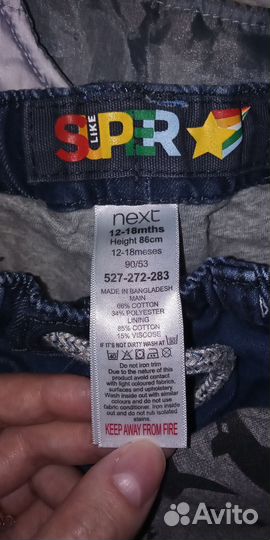 LIKE
SUPER
next
12-18mths
Height 86cm
12-18meses
90/53
527-272-283
MADE IN BANGLADESH
MAIN
66% COTTON
34% POLYESTER
LINING
85% COTTON
15% VISCOSE
IF IT'S NOT DIRTY WASH AT
Do not iron trim
Due to the nature of this
product avoid contact
with light coloured fabrics,
surfaces and upholstery.
Wash inside out with similar
colours and do not use
fabric conditioner. Iron inside
out and do not rub isolated
stains.
KEEP AWAY FROM FIRE
Avito